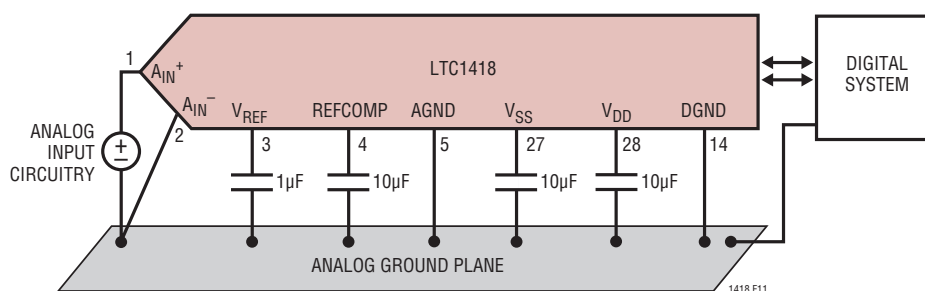 LTC1418
1
AIN+
AIN−
2
VREF
REFCOMP
AGND
VSS
VDD
DGND
3
4
5
27
28
14
DIGITAL
SYSTEM
ANALOG
INPUT
CIRCUITRY
+
−
1µF
10µF
10µF
10µF
ANALOG GROUND PLANE
1418 F11